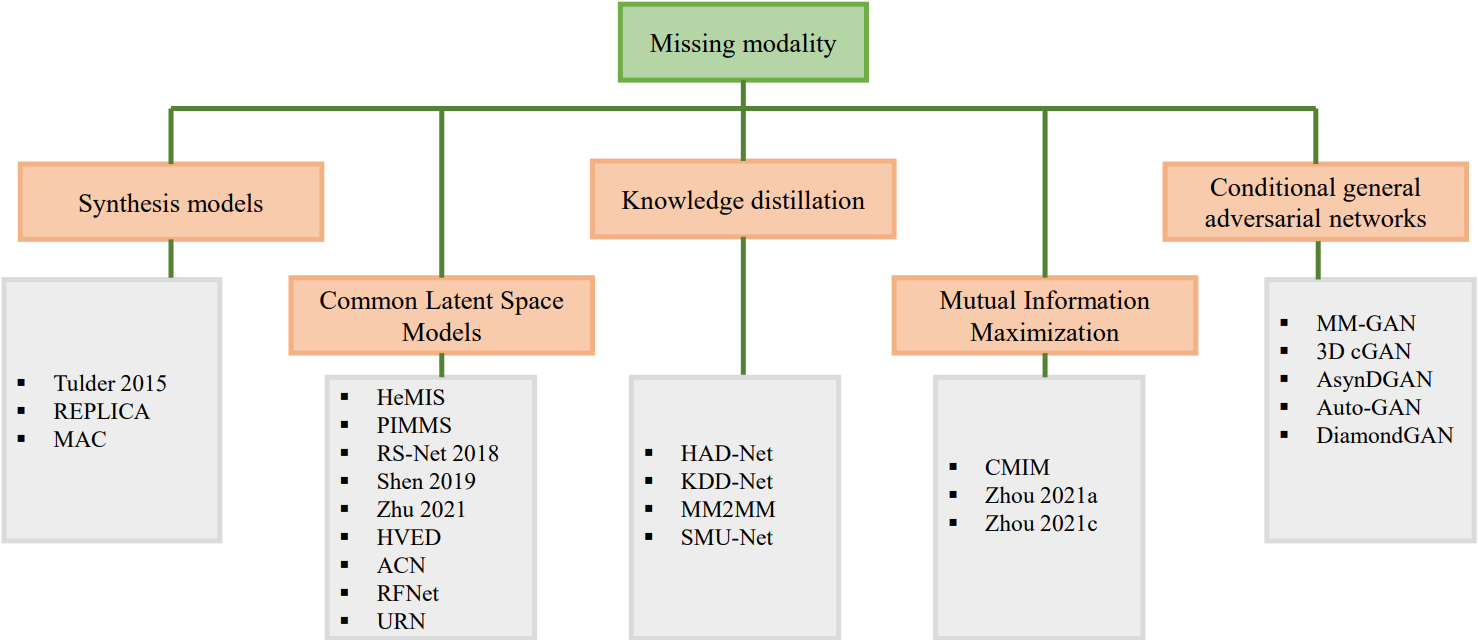 Missing modality
Synthesis models
Tulder 2015
REPLICA
MAC
Common Latent Space
Models
HeMIS
PIMMS
RS-Net 2018
Shen 2019
Zhu 2021
HVED
ACN
RFNet
URN
Knowledge distillation
HAD-Net
KDD-Net
MM2MM
SMU-Net
Mutual Information
Maximization
CMIM
Zhou 2021a
Zhou 2021c
Conditional general
adversarial networks
MM-GAN
3D cGAN
AsynDGAN
Auto-GAN
DiamondGAN